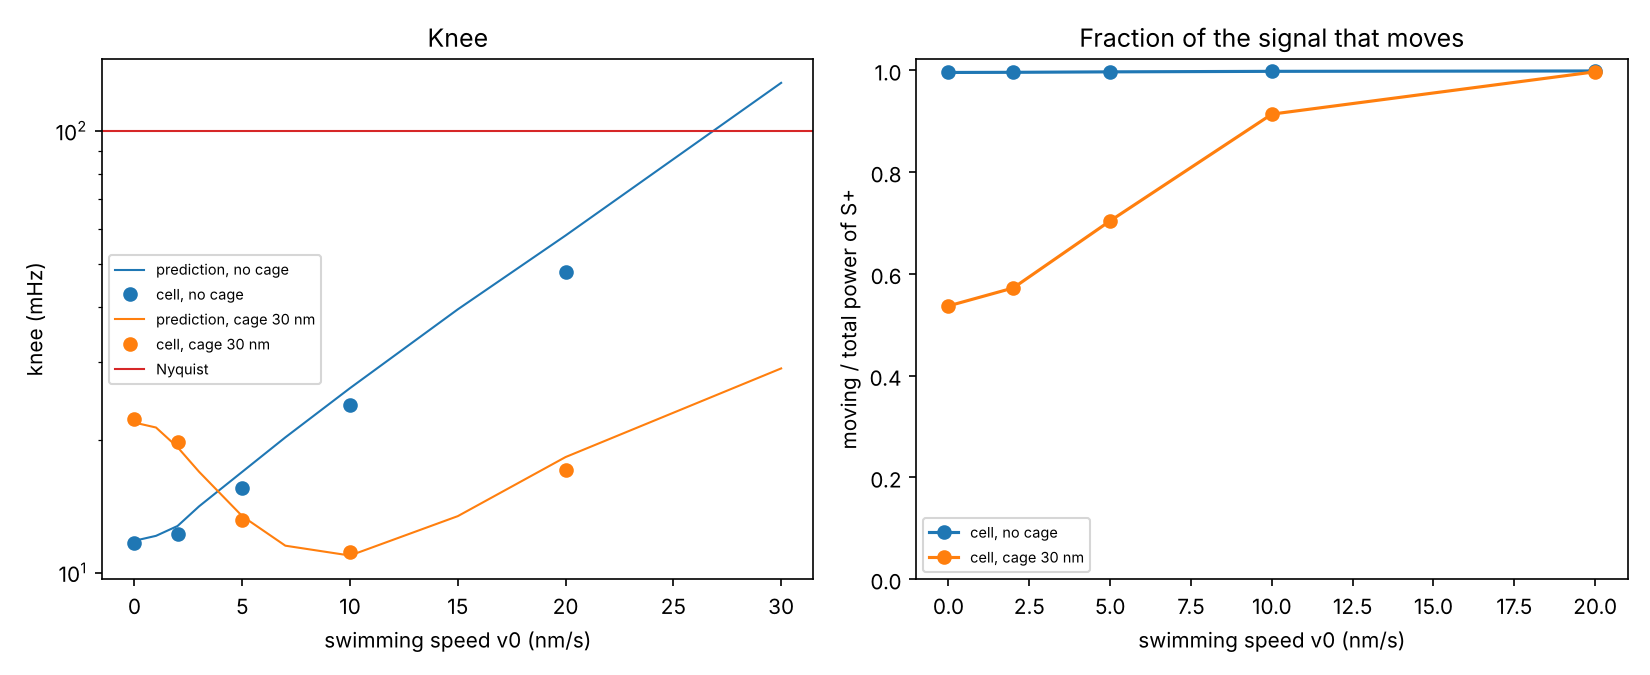 Knee
10²
10¹
knee (mHz)
prediction, no cage
cell, no cage
prediction, cage 30 nm
cell, cage 30 nm
Nyquist
0 5 10 15 20 25 30
swimming speed v0 (nm/s)
Fraction of the signal that moves
1.0
0.8
0.6
0.4
0.2
0.0
moving / total power of S+
cell, no cage
cell, cage 30 nm
0.0 2.5 5.0 7.5 10.0 12.5 15.0 17.5 20.0
swimming speed v0 (nm/s)